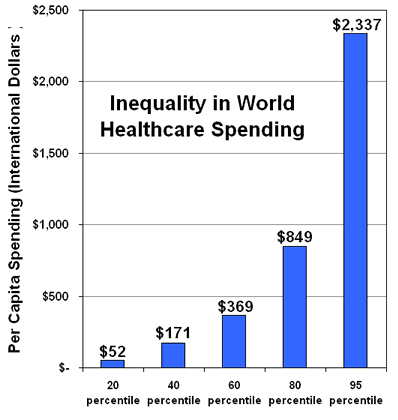 $2,500
$2,000
$1,500
$1,000
$500
$-
Per Capita Spending (International Dollars )
Inequality in World
Healthcare Spending
$52
$171
$369
$849
$2,337
20 percentile
40 percentile
60 percentile
80 percentile
95 percentile